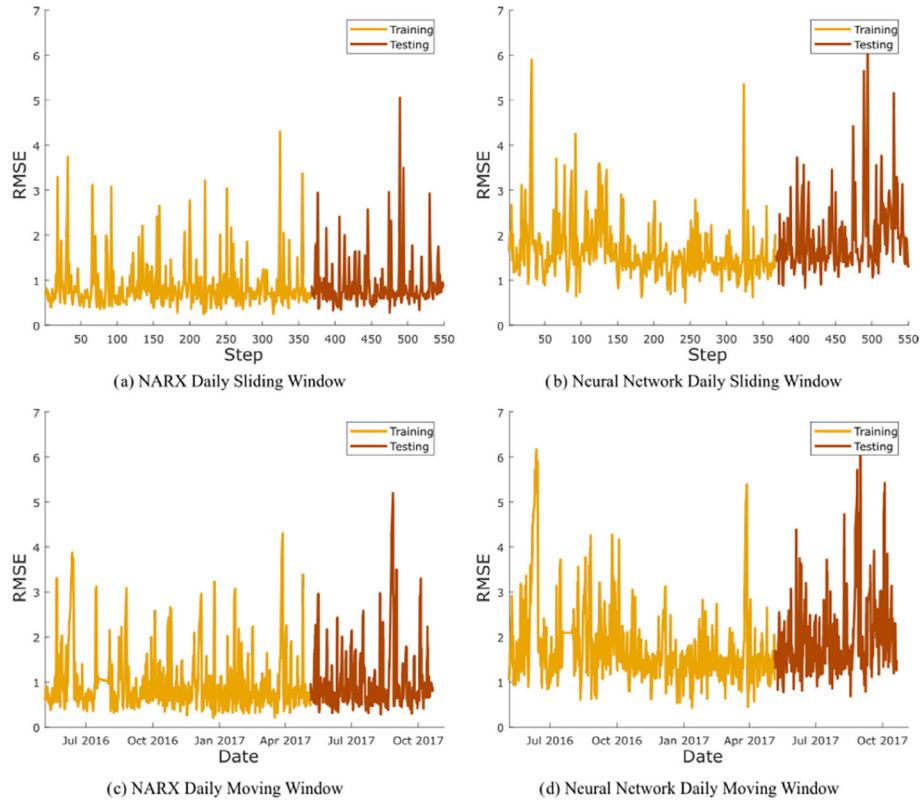 7
6
5
4
3
2
1
0
RMSE
Training
Testing
50 100 150 200 250 300 350 400 450 500 550
Step
(a) NARX Daily Sliding Window
7
6
5
4
3
2
1
0
RMSE
Training
Testing
50 100 150 200 250 300 350 400 450 500 550
Step
(b) Neural Network Daily Sliding Window
7
6
5
4
3
2
1
0
RMSE
Training
Testing
Jul 2016 Oct 2016 Jan 2017 Apr 2017 Jul 2017 Oct 2017
Date
(c) NARX Daily Moving Window
7
6
5
4
3
2
1
0
RMSE
Training
Testing
Jul 2016 Oct 2016 Jan 2017 Apr 2017 Jul 2017 Oct 2017
Date
(d) Neural Network Daily Moving Window